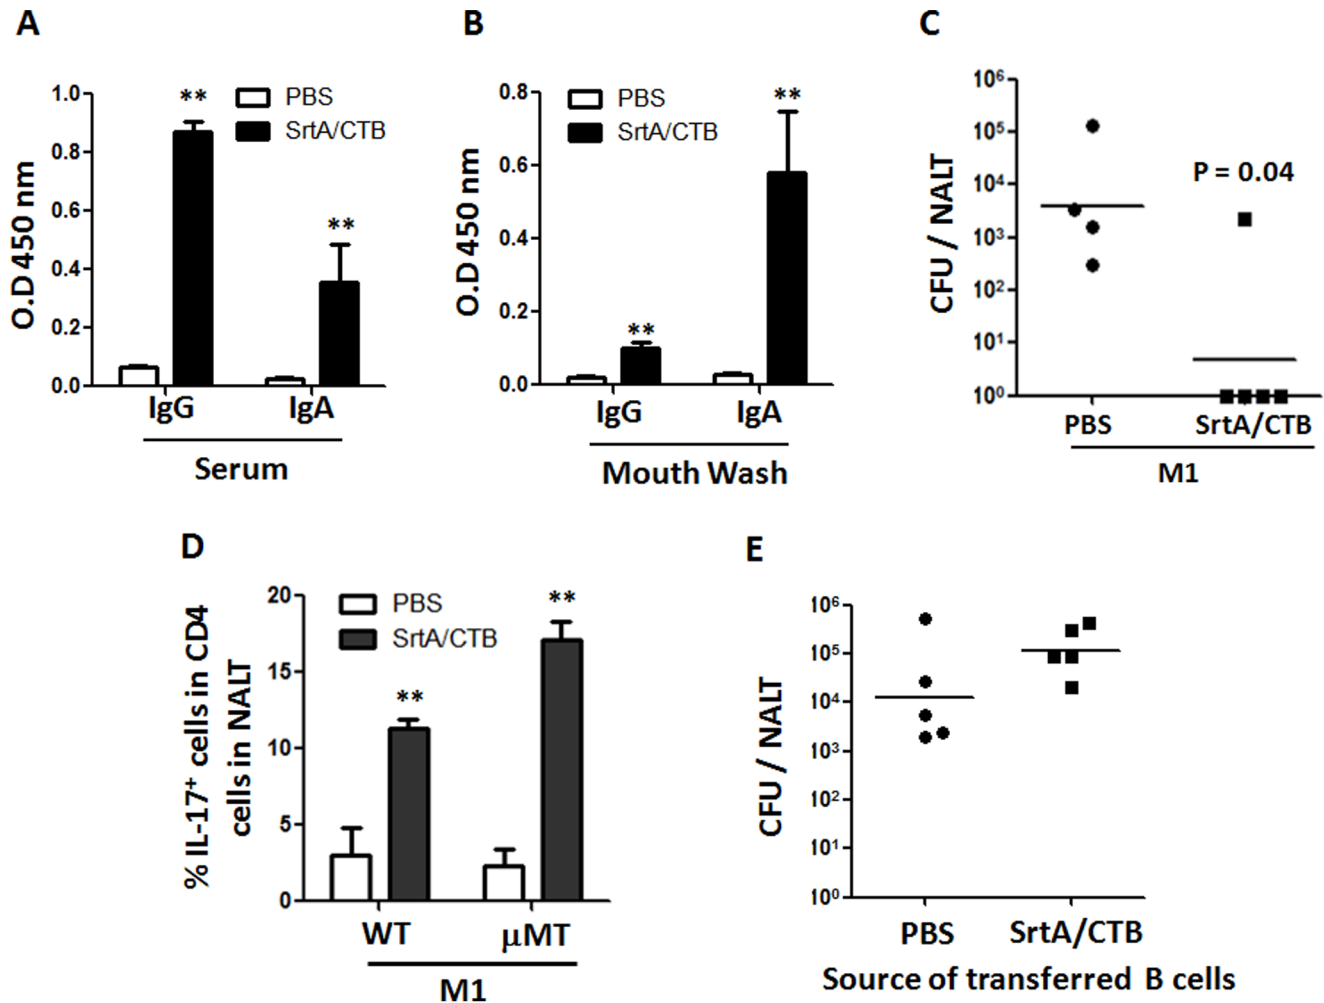 A
B
C
1.0
0.8
0.6
0.4
0.2
0.0
O.D 450 nm
PBS
SrtA/CTB
**
**
IgG
IgA
Serum
0.8
0.6
0.4
0.2
0.0
O.D 450 nm
PBS
SrtA/CTB
**
**
IgG
IgA
Mouth Wash
10⁶
10⁵
10⁴
10³
10²
10¹
10⁰
CFU / NALT
P = 0.04
PBS
SrtA/CTB
M1
D
E
20
15
10
5
0
% IL-17⁺ cells in CD4
cells in NALT
PBS
SrtA/CTB
**
**
WT
μMT
M1
10⁶
10⁵
10⁴
10³
10²
10¹
10⁰
CFU / NALT
PBS
SrtA/CTB
Source of transferred B cells